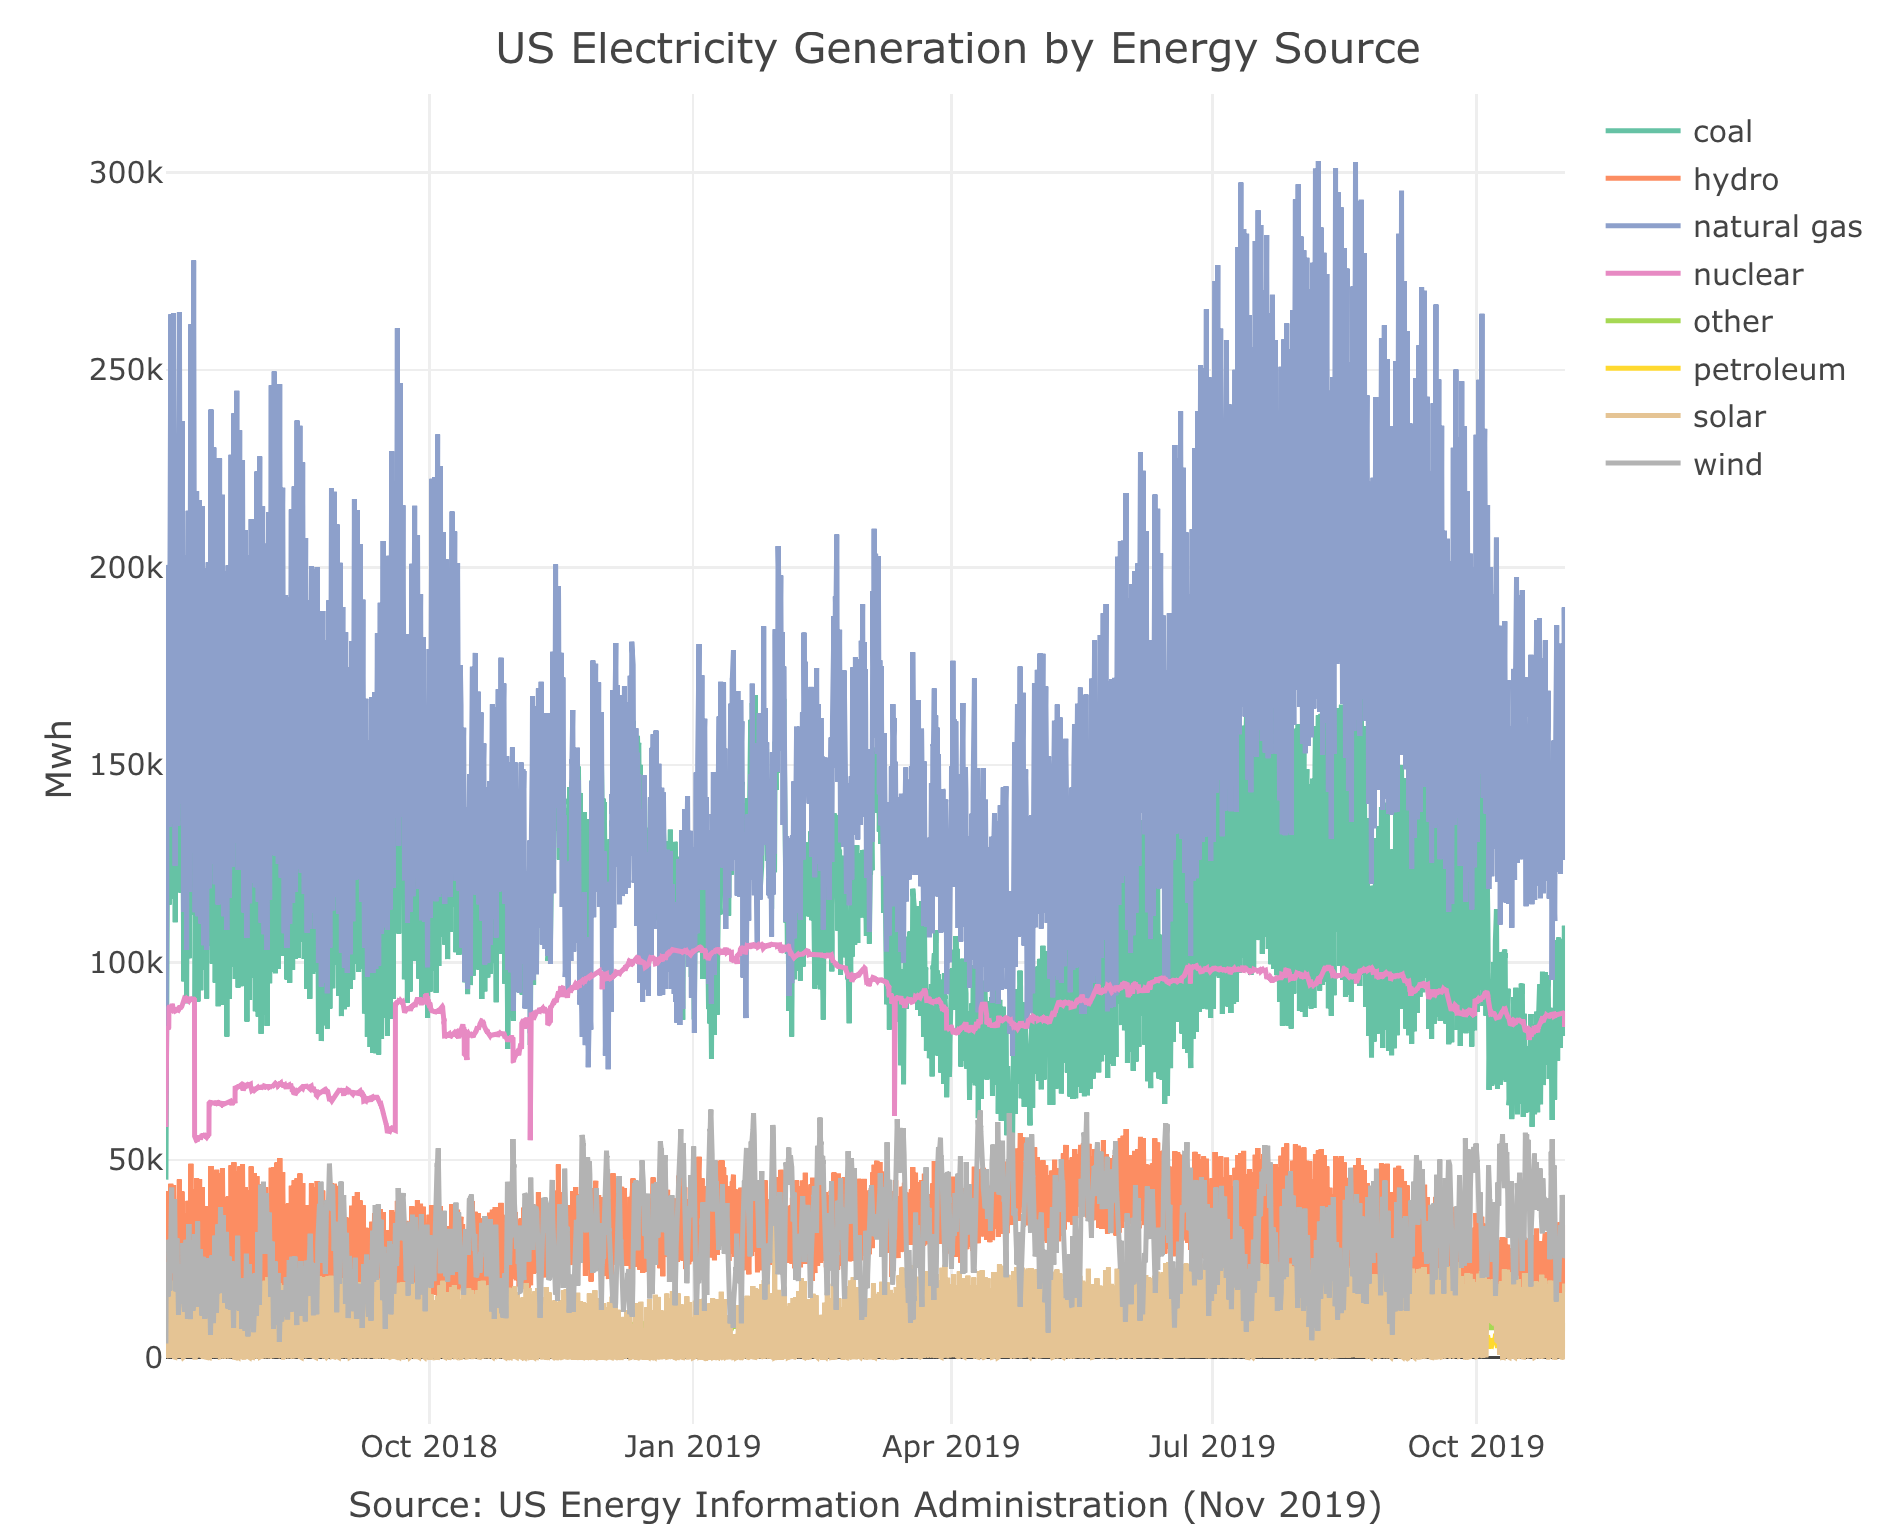 US Electricity Generation by Energy Source
300k
250k
200k
150k
100k
50k
0
Mwh
Oct 2018
Jan 2019
Apr 2019
Jul 2019
Oct 2019
Source: US Energy Information Administration (Nov 2019)
coal
hydro
natural gas
nuclear
other
petroleum
solar
wind